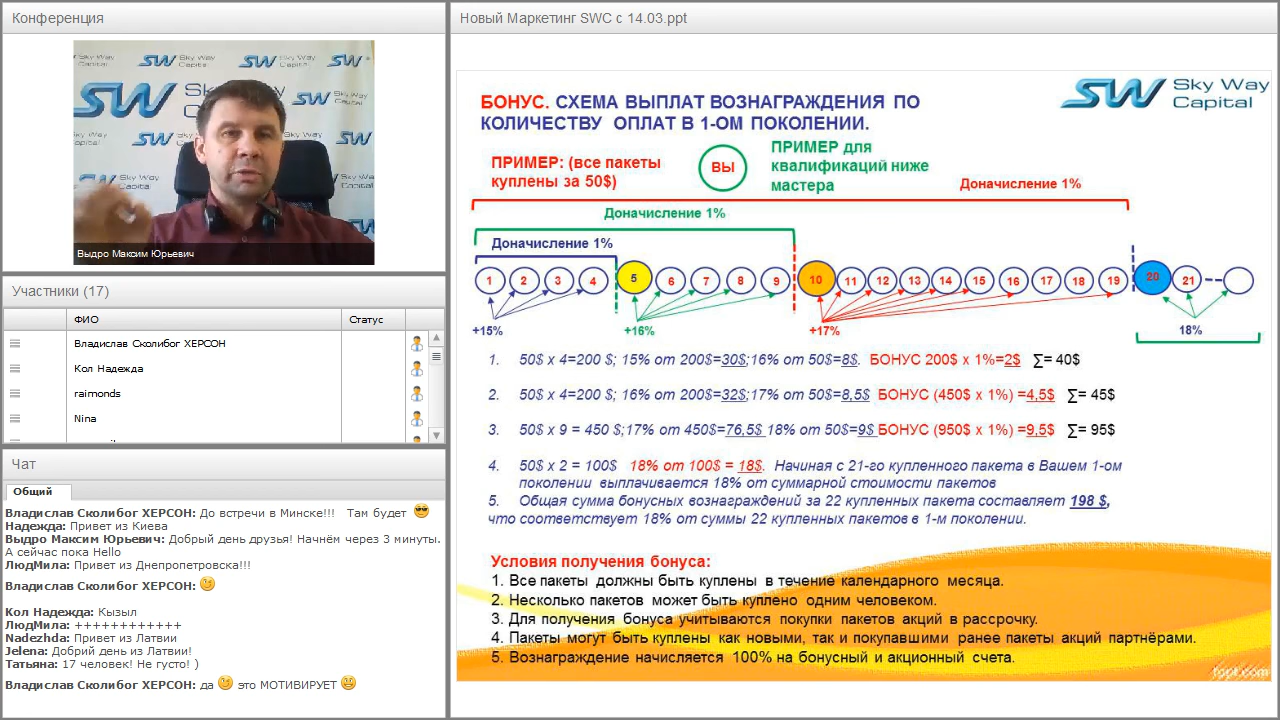 Конференция
Sky Way
Capital
SW
Sky Way
Capital
Выдро Максим Юрьевич
Участники (17)
ФИО
Статус
Владислав Сколибог ХЕРСОН
Кол Надежда
raimonds
Nina
Чат
Общий
Владислав Сколибог ХЕРСОН: До встречи в Минске!!! Там будет
Надежда: Привет из Киева
Выдро Максим Юрьевич: Добрый день друзья! Начнём через 3 минуты.
А сейчас пока Hello
ЛюдМила: Привет из Днепропетровска!!!
Владислав Сколибог ХЕРСОН:
Кол Надежда: Кызыл
ЛюдМила: ++++++++++++
Nadezhda: Привет из Латвии
Jelena: Добрий день из Латвии!
Татьяна: 17 человек! Не густо! )
Владислав Сколибог ХЕРСОН: да это МОТИВИРУЕТ
Новый Маркетинг SWC с 14.03.ppt
SW Sky Way
Capital
БОНУС. СХЕМА ВЫПЛАТ ВОЗНАГРАЖДЕНИЯ ПО
КОЛИЧЕСТВУ ОПЛАТ В 1-ОМ ПОКОЛЕНИИ.
ПРИМЕР: (все пакеты
куплены за 50$)
ВЫ
ПРИМЕР для
квалификаций ниже
мастера
Доначисление 1%
Доначисление 1%
Доначисление 1%
1 2 3 4 5 6 7 8 9 10 11 12 13 14 15 16 17 18 19 20 21
+15% +16% +17% 18%
1. 50$ х 4=200 $; 15% от 200$=30$;16% от 50$=8$. БОНУС 200$ х 1%=2$ ∑= 40$
2. 50$ х 4=200 $; 16% от 200$=32$;17% от 50$=8,5$ БОНУС (450$ х 1%) =4,5$ ∑= 45$
3. 50$ х 9 = 450 $;17% от 450$=76,5$ 18% от 50$=9$ БОНУС (950$ х 1%) =9,5$ ∑= 95$
4. 50$ х 2 = 100$ 18% от 100$ = 18$. Начиная с 21-го купленного пакета в Вашем 1-ом
поколении выплачивается 18% от суммарной стоимости пакетов
5. Общая сумма бонусных вознаграждений за 22 купленных пакета составляет 198 $,
что соответствует 18% от суммы 22 купленных пакетов в 1-м поколении.
Условия получения бонуса:
1. Все пакеты должны быть куплены в течение календарного месяца.
2. Несколько пакетов может быть куплено одним человеком.
3. Для получения бонуса учитываются покупки пакетов акций в рассрочку.
4. Пакеты могут быть куплены как новыми, так и покупавшими ранее пакеты акций партнёрами.
5. Вознаграждение начисляется 100% на бонусный и акционный счета.